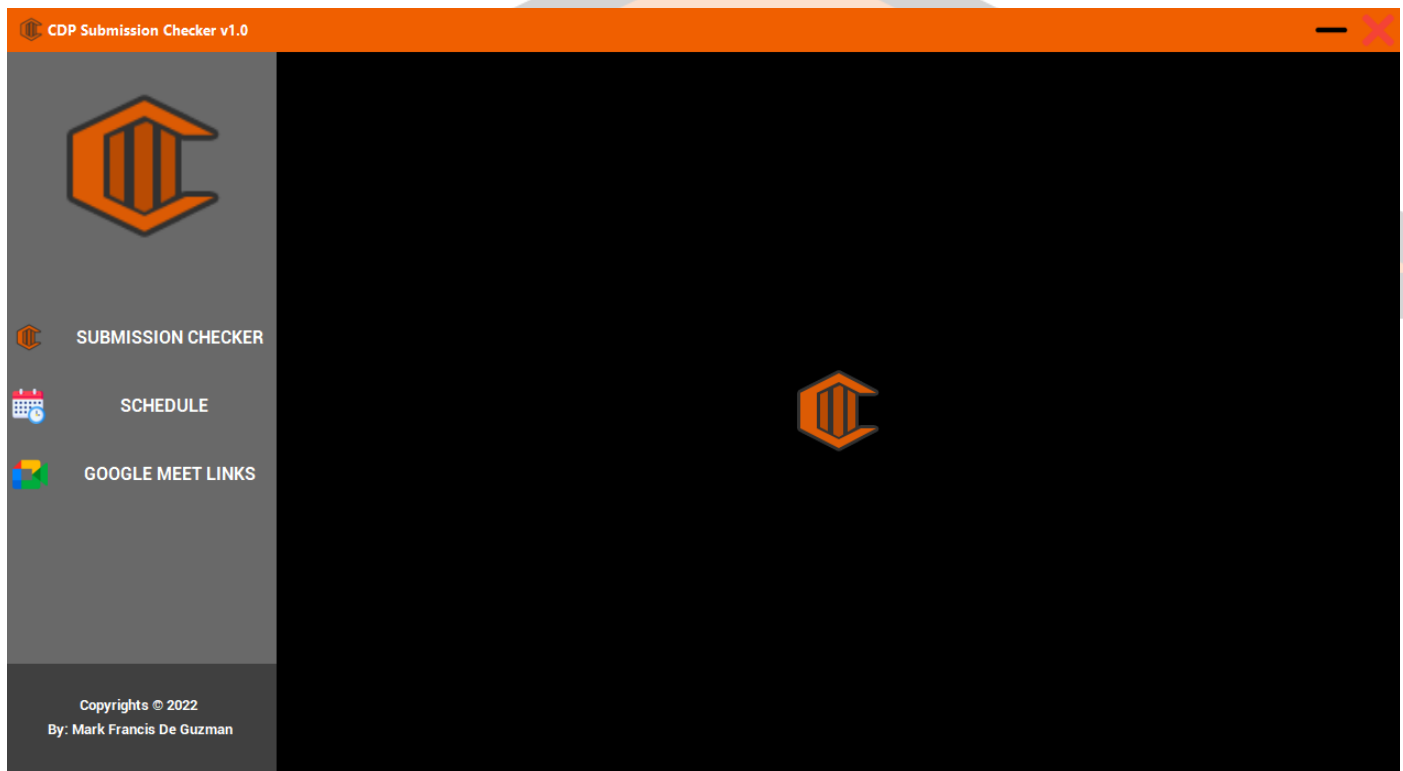 CDP Submission Checker v1.0
SUBMISSION CHECKER
SCHEDULE
GOOGLE MEET LINKS
Copyrights © 2022
By: Mark Francis De Guzman